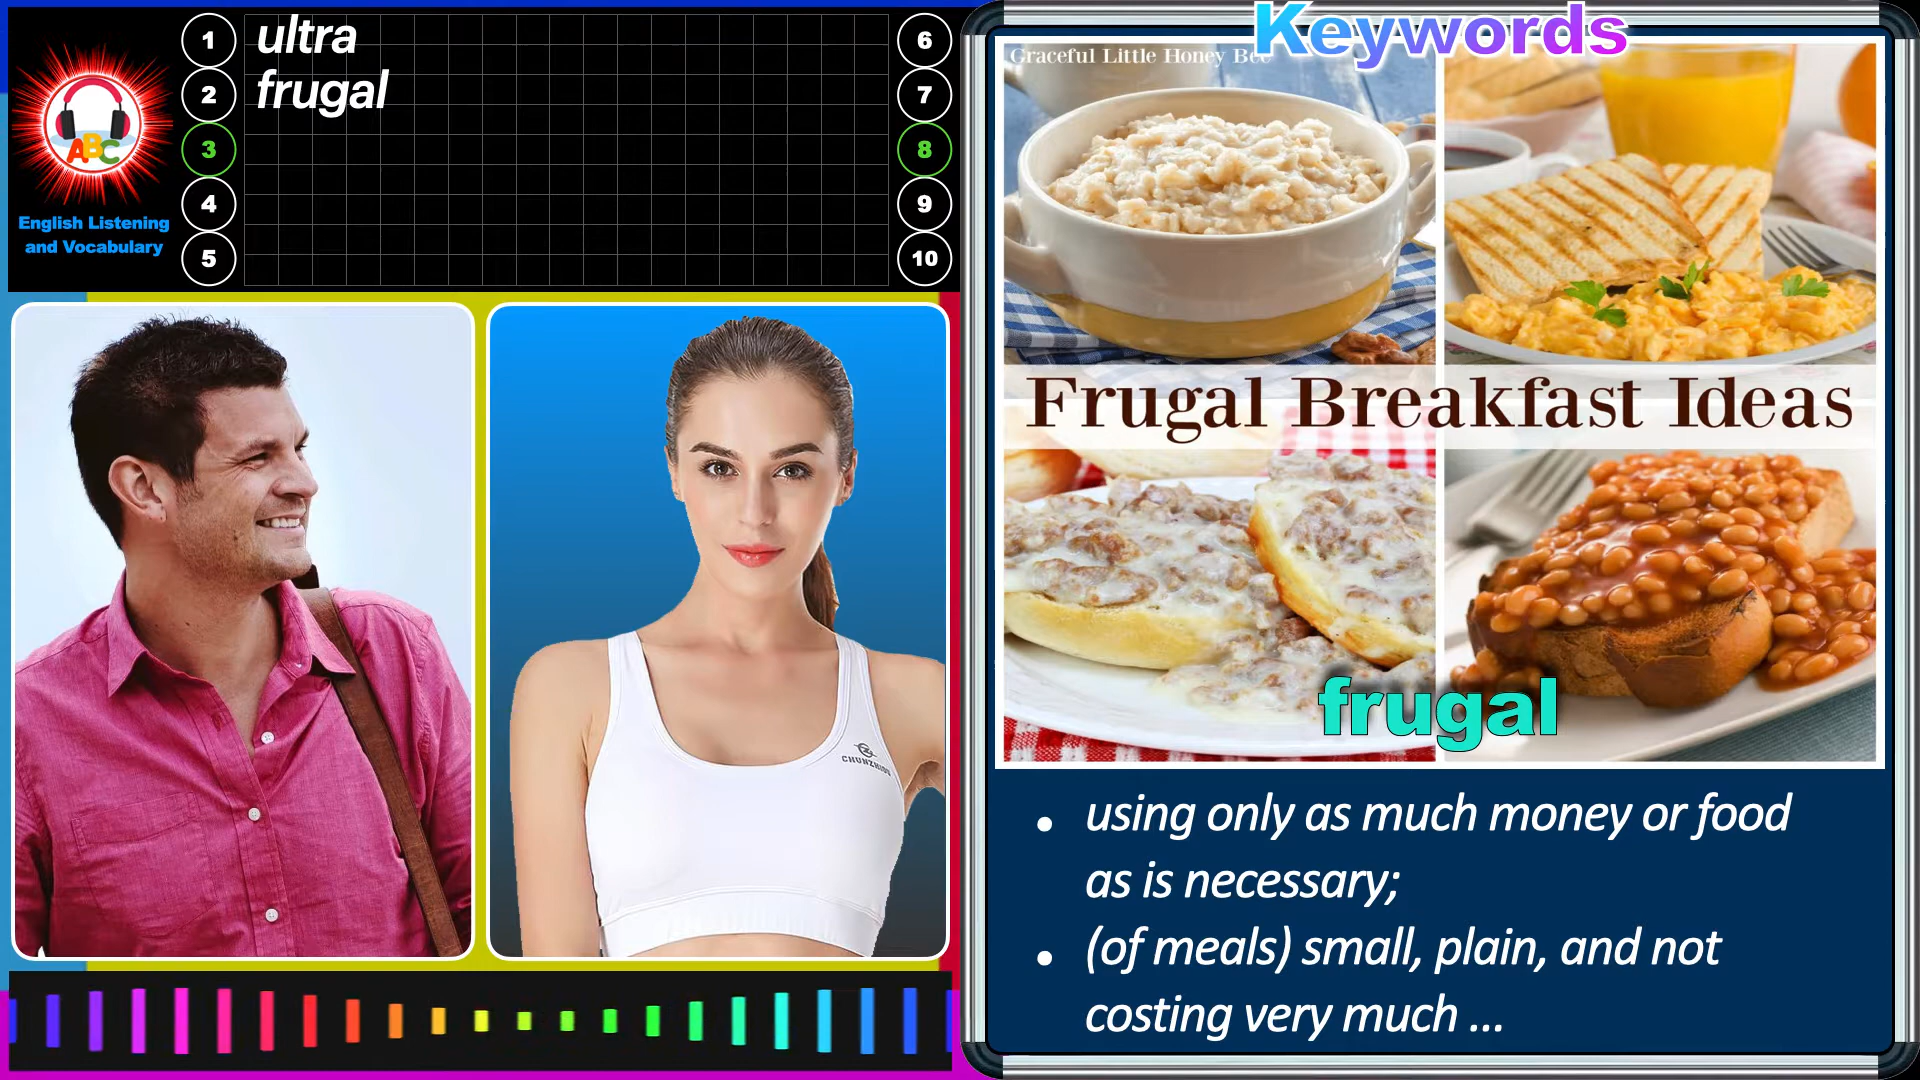 1
ultra
2
frugal
3
4
5
6
7
8
9
10
ABC
English Listening
and Vocabulary
CHUNZHIDU
Keywords
Graceful Little Honey Bee
Frugal Breakfast Ideas
frugal
• using only as much money or food
as is necessary;
• (of meals) small, plain, and not
costing very much ...